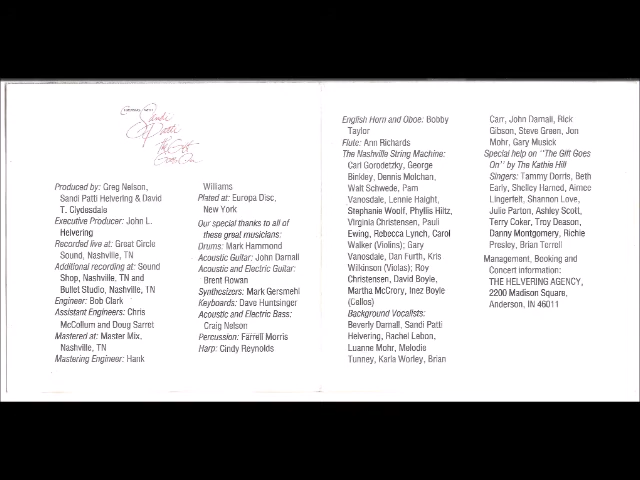 Christmas with
Sandi
Patti
The Gift
Goes On
Produced by: Greg Nelson,
Sandi Patti Helvering & David
T. Clydesdale
Executive Producer: John L.
Helvering
Recorded live at: Great Circle
Sound, Nashville, TN
Additional recording at: Sound
Shop, Nashville, TN and
Bullet Studio, Nashville, TN
Engineer: Bob Clark
Assistant Engineers: Chris
McCollum and Doug Sarret
Mastered at: Master Mix,
Nashville, TN
Mastering Engineer: Hank
Williams
Plated at: Europa Disc,
New York
Our special thanks to all of
these great musicians:
Drums: Mark Hammond
Acoustic Guitar: John Darnall
Acoustic and Electric Guitar:
Brent Rowan
Synthesizers: Mark Gersmehl
Keyboards: Dave Huntsinger
Acoustic and Electric Bass:
Craig Nelson
Percussion: Farrell Morris
Harp: Cindy Reynolds
English Horn and Oboe: Bobby
Taylor
Flute: Ann Richards
The Nashville String Machine:
Carl Gorodetzky, George
Binkley, Dennis Molchan,
Walt Schwede, Pam
Vanosdale, Lennie Haight,
Stephanie Woolf, Phyllis Hiltz,
Virginia Christensen, Pauli
Ewing, Rebecca Lynch, Carol
Walker (Violins); Gary
Vanosdale, Dan Furth, Kris
Wilkinson (Violas); Roy
Christensen, David Boyle,
Martha McCrory, Inez Boyle
(Cellos)
Background Vocalists:
Beverly Darnall, Sandi Patti
Helvering, Rachel Lebon,
Luanne Mohr, Melodie
Tunney, Karla Worley, Brian
Carr, John Darnall, Rick
Gibson, Steve Green, Jon
Mohr, Gary Musick
Special help on "The Gift Goes
On" by The Kathie Hill
Singers: Tammy Dorris, Beth
Early, Shelley Harned, Aimee
Lingerfelt, Shannon Love,
Julie Parton, Ashley Scott,
Terry Coker, Troy Deason,
Danny Montgomery, Richie
Presley, Brian Terrell
Management, Booking and
Concert information:
THE HELVERING AGENCY,
2200 Madison Square,
Anderson, IN 46011